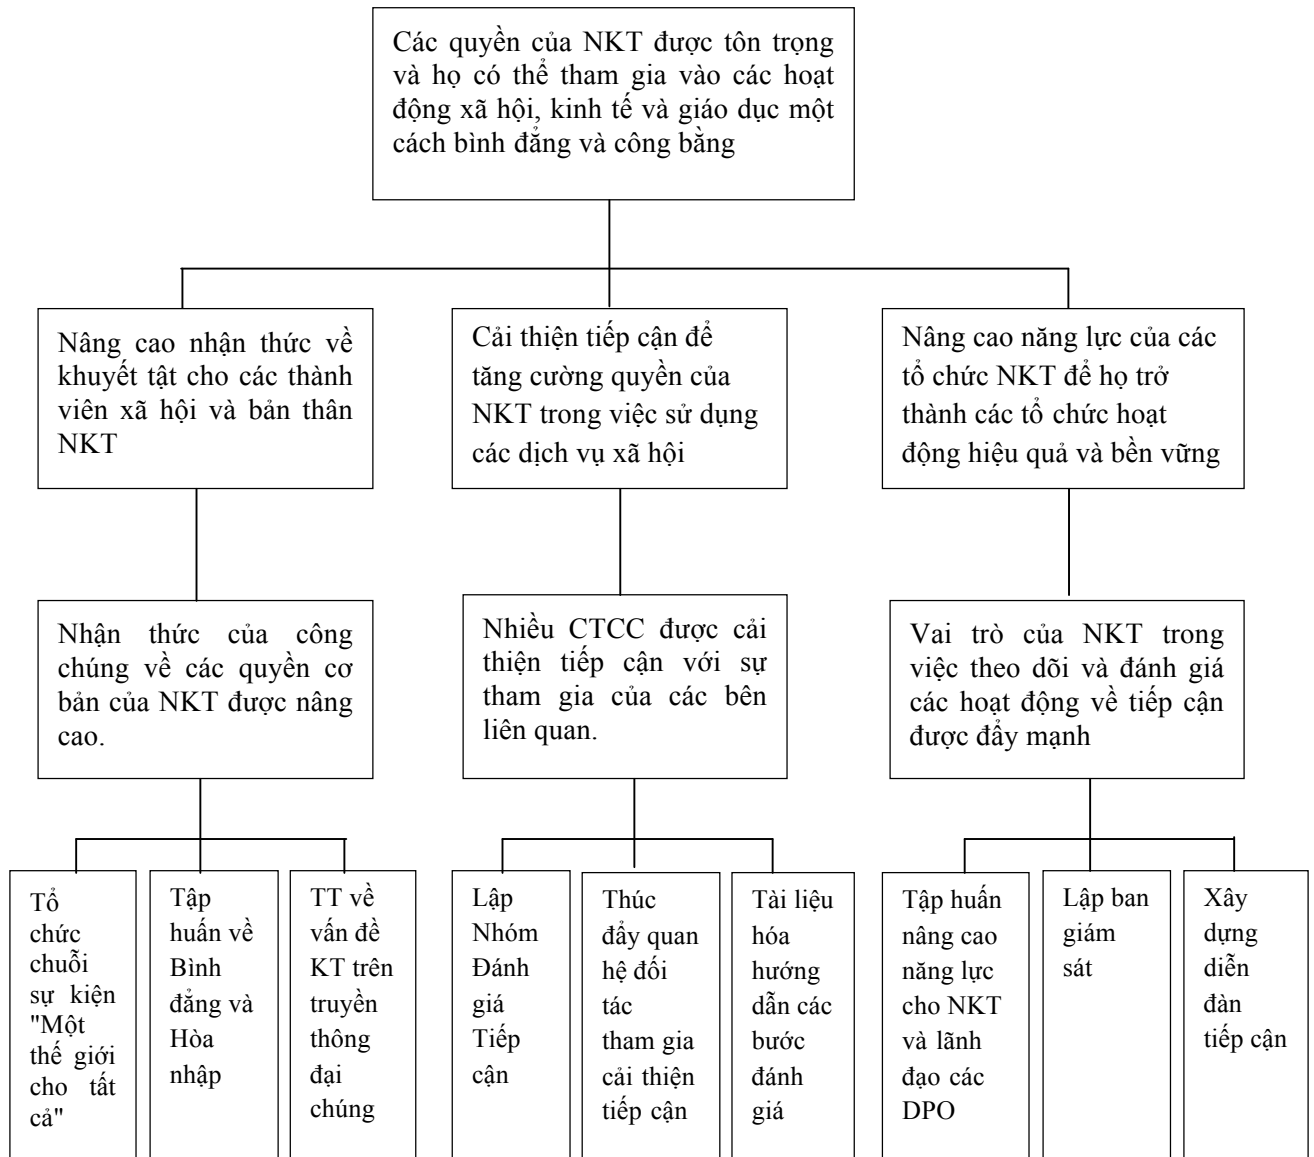 Các quyền của NKT được tôn trọng
và họ có thể tham gia vào các hoạt
động xã hội, kinh tế và giáo dục một
cách bình đẳng và công bằng
Nâng cao nhận thức về
khuyết tật cho các thành
viên xã hội và bản thân
NKT
Cải thiện tiếp cận để
tăng cường quyền của
NKT trong việc sử dụng
các dịch vụ xã hội
Nâng cao năng lực của các
tổ chức NKT để họ trở
thành các tổ chức hoạt
động hiệu quả và bền vững
Nhận thức của công
chúng về các quyền cơ
bản của NKT được nâng
cao.
Nhiều CTCC được cải
thiện tiếp cận với sự
tham gia của các bên
liên quan.
Vai trò của NKT trong
việc theo dõi và đánh giá
các hoạt động về tiếp cận
được đẩy mạnh
Tổ
chức
chuỗi
sự kiện
"Một
thế giới
cho tất
cả"
Tập
huấn về
Bình
đẳng và
Hòa
nhập
TT về
vấn đề
KT trên
truyền
thông
đại
chúng
Lập
Nhóm
Đánh
giá
Tiếp
cận
Thúc
đẩy quan
hệ đối
tác
tham gia
cải thiện
tiếp cận
Tài liệu
hóa
hướng
dẫn các
bước
đánh
giá
Tập huấn
nâng cao
năng lực
cho NKT
và lãnh
đạo các
DPO
Lập ban
giám
sát
Xây
dựng
diễn
đàn
tiếp cận